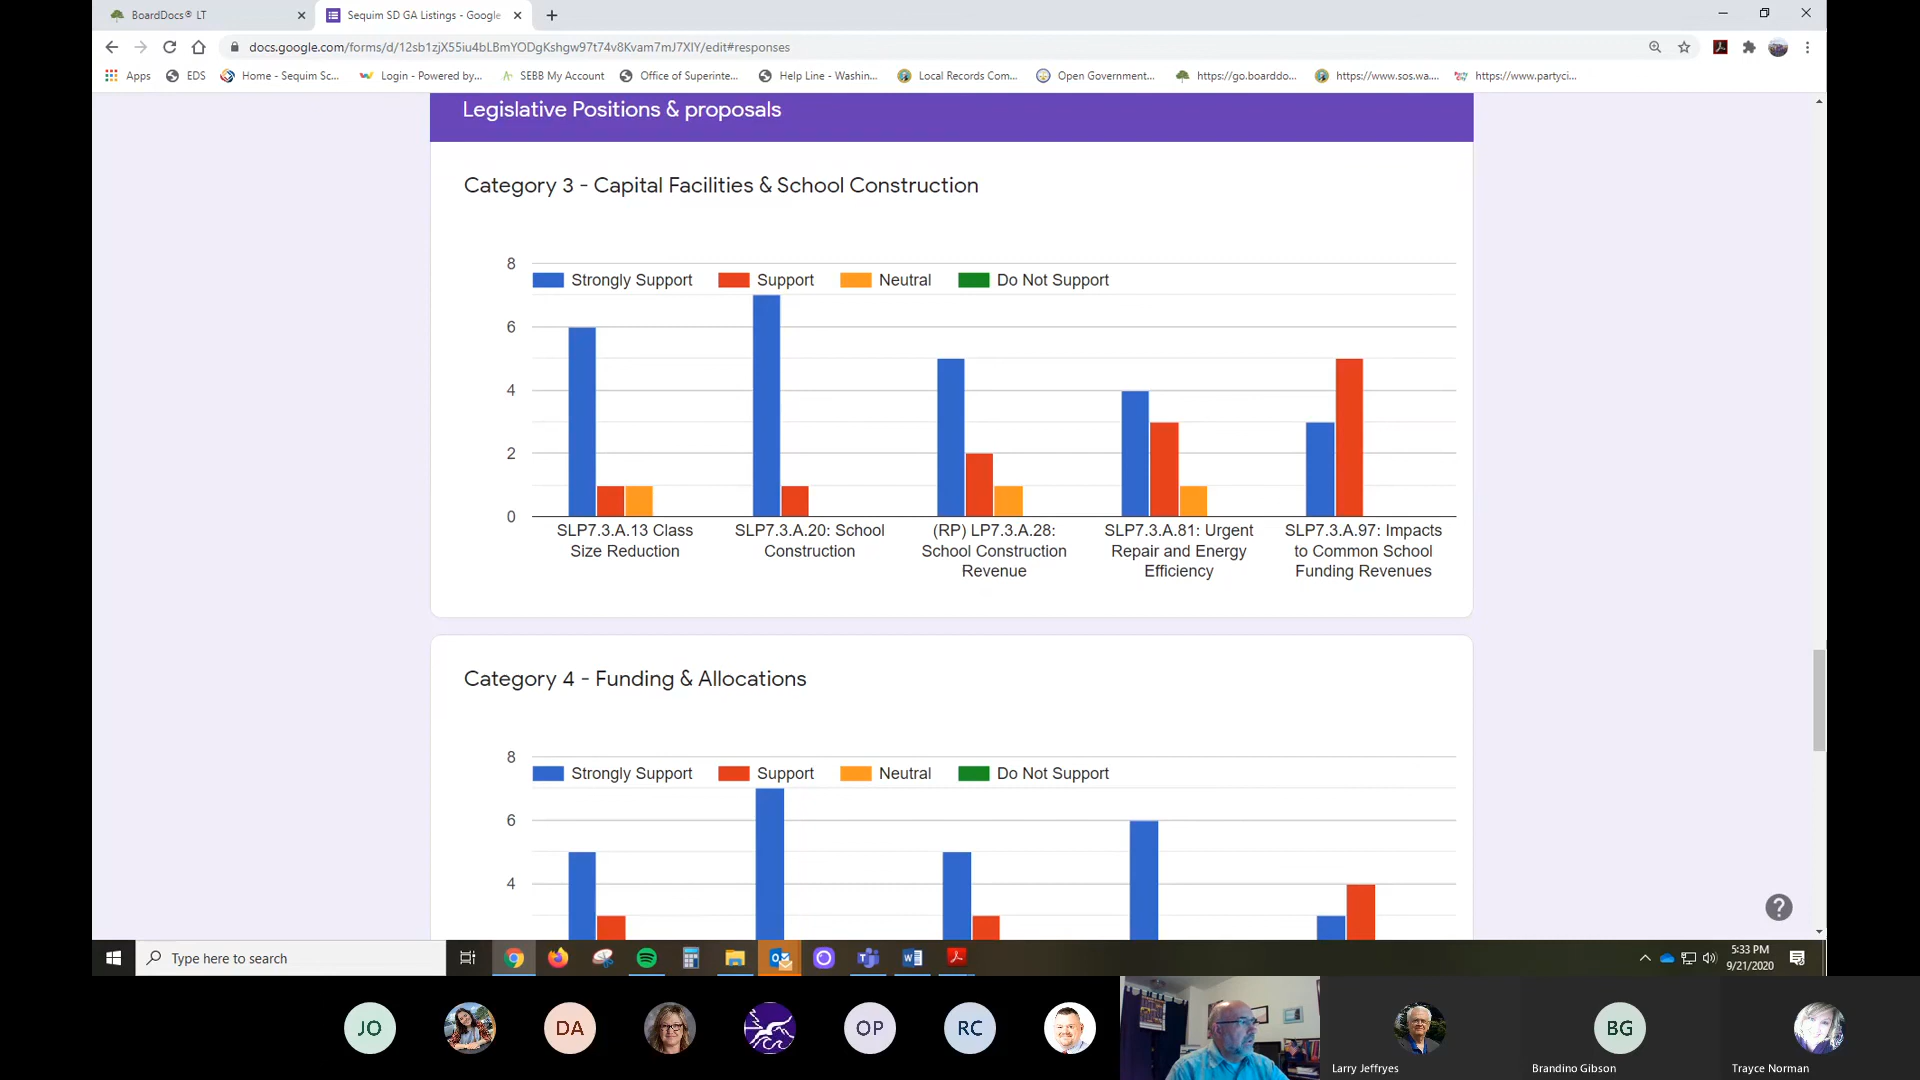 BoardDocs® LT
Sequim SD GA Listings - Google
docs.google.com/forms/d/12sb1zjX55iu4bLBmYODgKshgw97t74v8Kvam7mJ7XlY/edit#responses
Apps
EDS
Home - Sequim Sc...
Login - Powered by...
SEBB My Account
Office of Superinte...
Help Line - Washin...
Local Records Com...
Open Government...
https://go.boarddo...
https://www.sos.wa....
https://www.partyci...
Legislative Positions & proposals
Category 3 - Capital Facilities & School Construction
8
Strongly Support
Support
Neutral
Do Not Support
6
4
2
0
SLP7.3.A.13 Class
Size Reduction
SLP7.3.A.20: School
Construction
(RP) LP7.3.A.28:
School Construction
Revenue
SLP7.3.A.81: Urgent
Repair and Energy
Efficiency
SLP7.3.A.97: Impacts
to Common School
Funding Revenues
Category 4 - Funding & Allocations
8
Strongly Support
Support
Neutral
Do Not Support
6
4
Type here to search
5:33 PM
9/21/2020
JO
DA
OP
RC
BG
Larry Jeffryes
Brandino Gibson
Trayce Norman